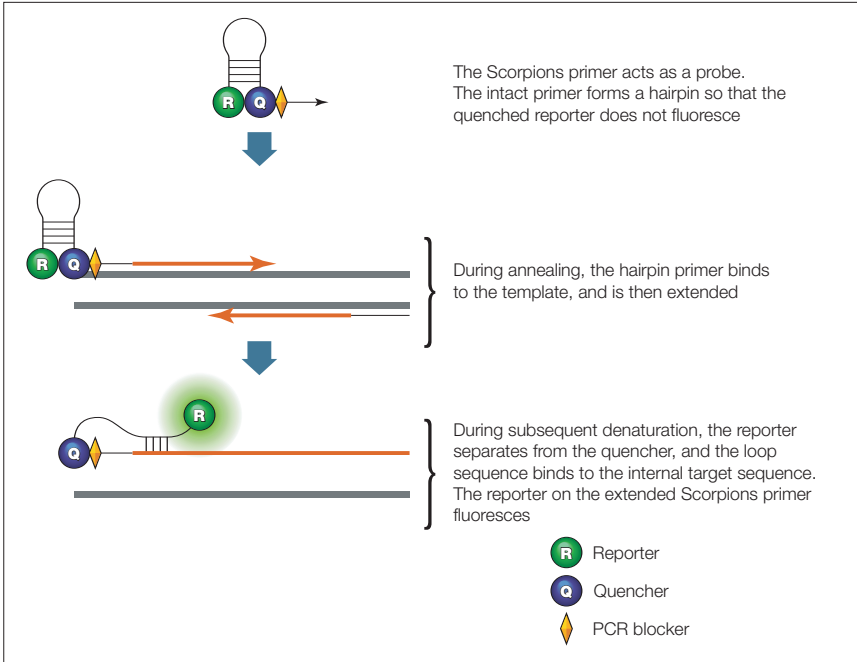 The Scorpions primer acts as a probe.
The intact primer forms a hairpin so that the
quenched reporter does not fluoresce
R Q
R Q
During annealing, the hairpin primer binds
to the template, and is then extended
R
Q
During subsequent denaturation, the reporter
separates from the quencher, and the loop
sequence binds to the internal target sequence.
The reporter on the extended Scorpions primer
fluoresces
R Reporter
Q Quencher
PCR blocker